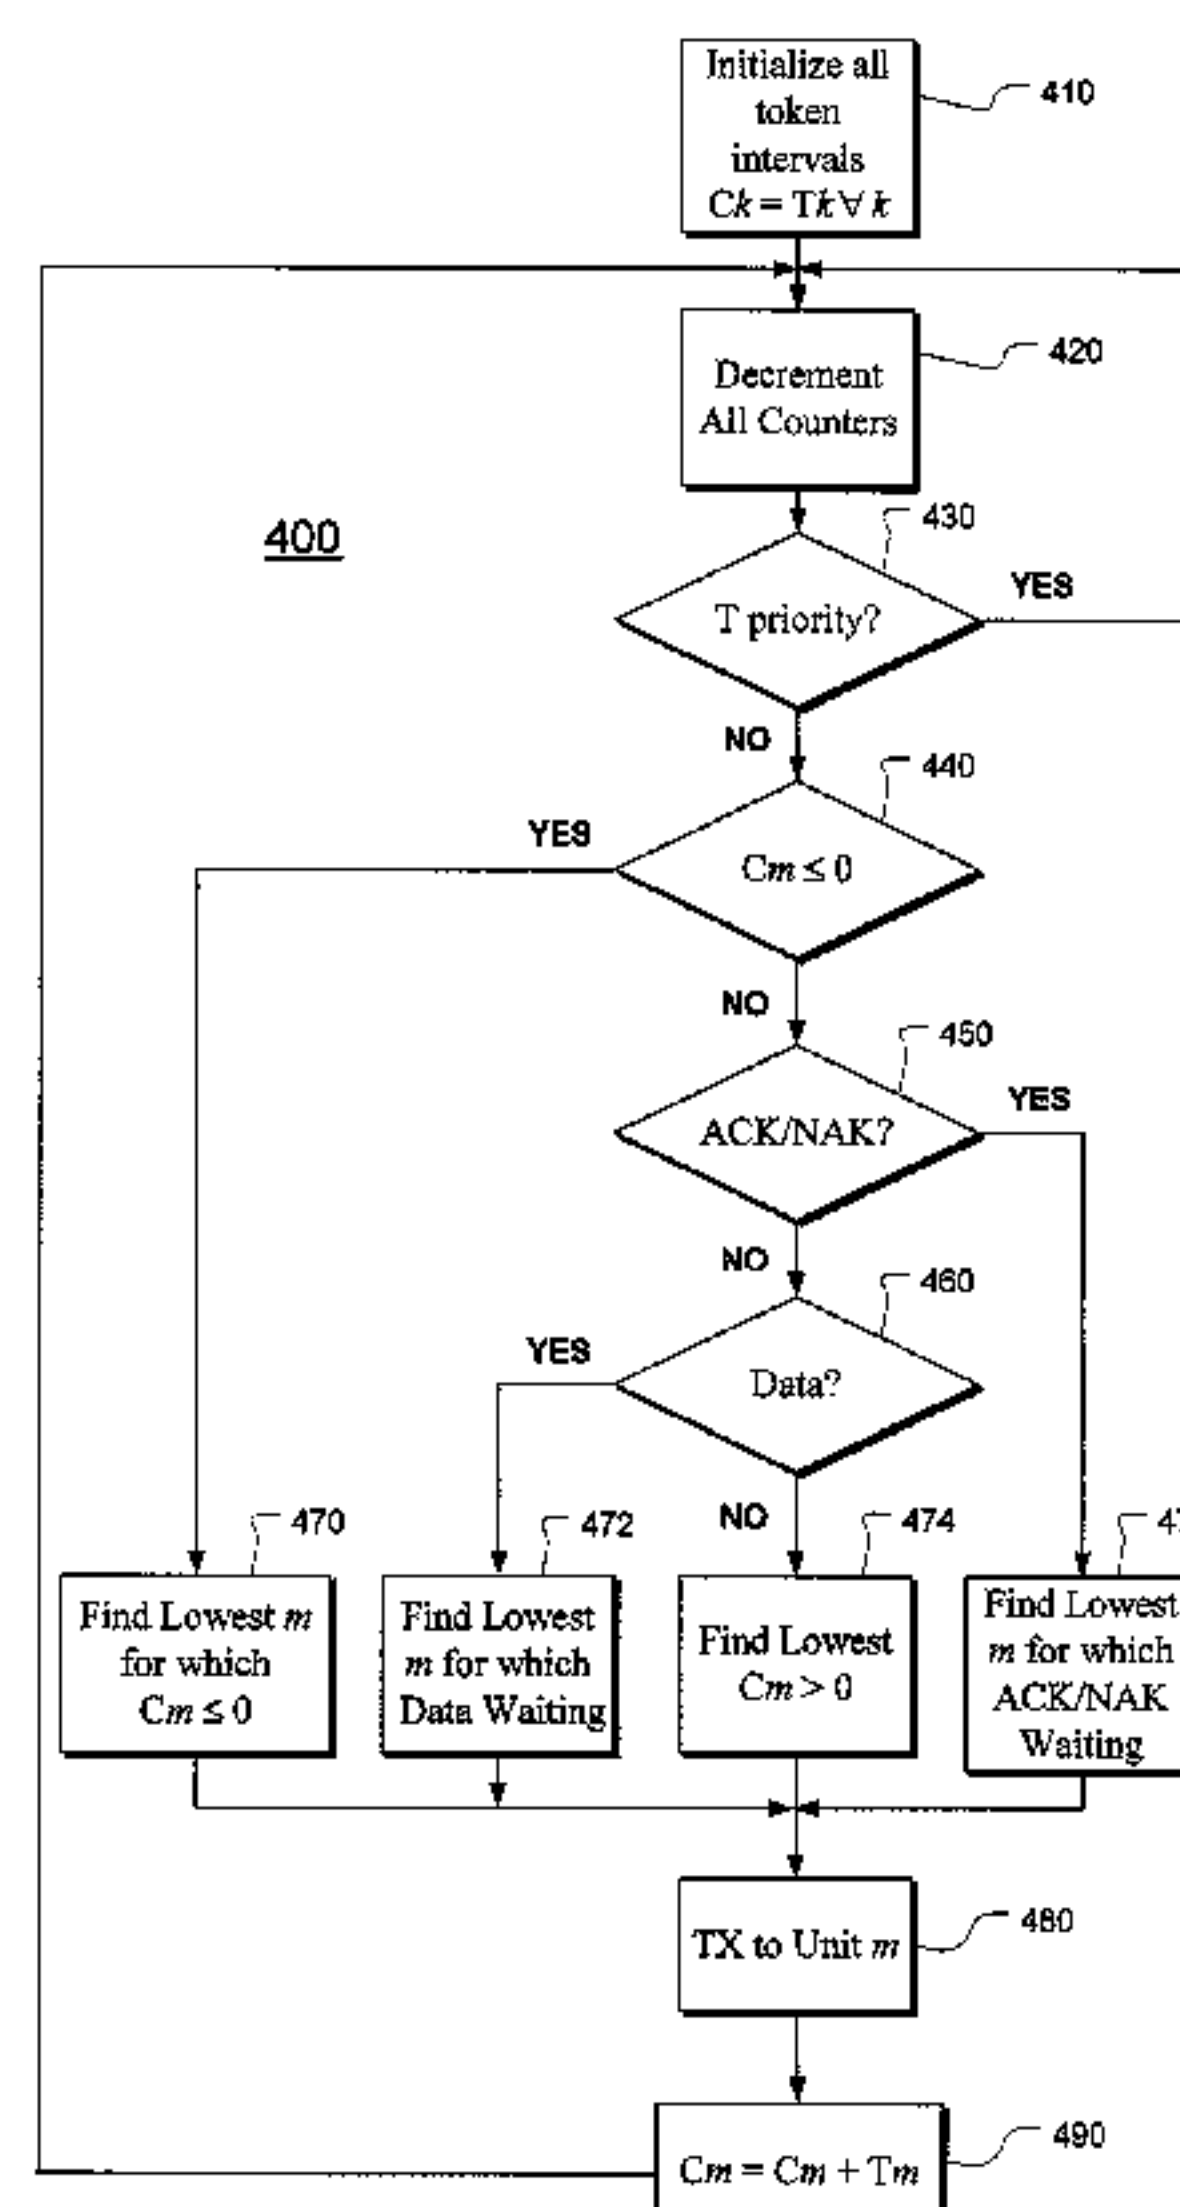 Initialize all
token
intervals
Ck = Tk ∀ k
410
Decrement
All Counters
420
400
430
T priority?
YES
NO
440
YES
Cm ≤ 0
NO
450
ACK/NAK?
YES
NO
460
YES
Data?
NO
470
Find Lowest m
for which
Cm ≤ 0
472
Find Lowest
m for which
Data Waiting
474
Find Lowest
Cm > 0
Find Lowest
m for which
ACK/NAK
Waiting
TX to Unit m
480
Cm = Cm + Tm
490